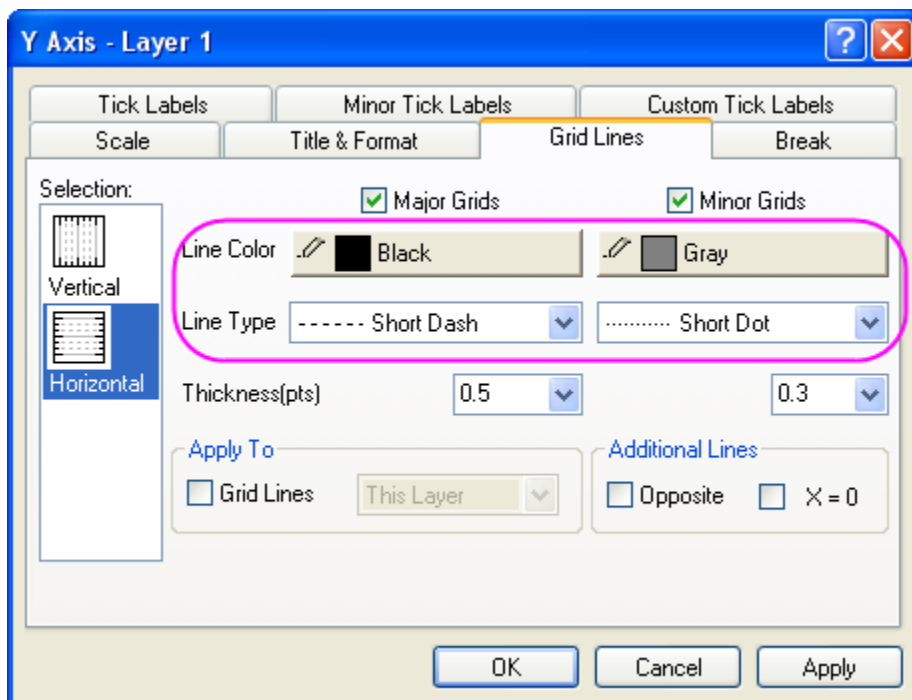 Y Axis - Layer 1
?
Tick Labels Minor Tick Labels Custom Tick Labels
Scale Title & Format Grid Lines Break
Selection:
Major Grids Minor Grids
Line Color Black Gray
Vertical
Line Type Short Dash Short Dot
Horizontal
Thickness(pts) 0.5 0.3
Apply To Additional Lines
Grid Lines This Layer Opposite X = 0
OK Cancel Apply